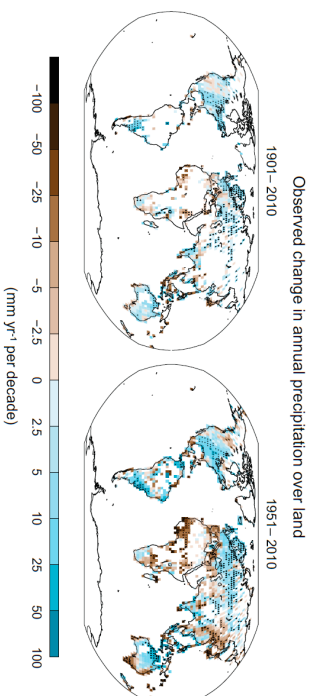 Observed change in annual precipitation over land
1901– 2010
1951– 2010
−100 −50 −25 −10 −5 −2.5 0 2.5 5 10 25 50 100
(mm yr-1 per decade)